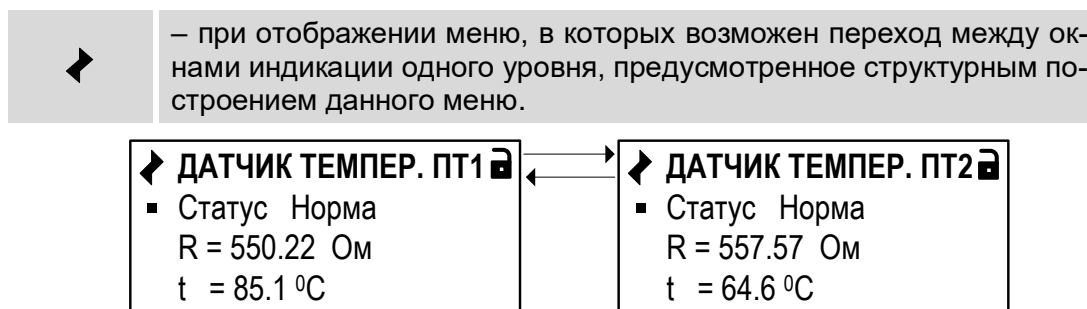 – при отображении меню, в которых возможен переход между ок-
нами индикации одного уровня, предусмотренное структурным по-
строением данного меню.
ДАТЧИК ТЕМПЕР. ПТ1
Статус Норма
R = 550.22 Ом
t = 85.1 ⁰C
ДАТЧИК ТЕМПЕР. ПТ2
Статус Норма
R = 557.57 Ом
t = 64.6 ⁰C